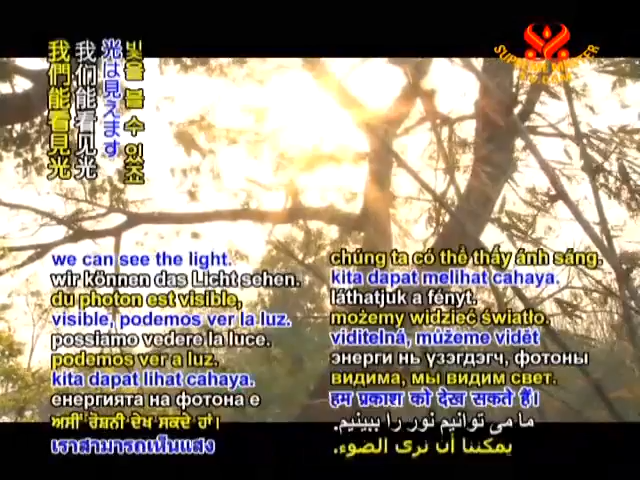 SUPREME MASTER TV
빛을 볼 수 있죠
光は見えます
我们能看见光
我們能看見光
we can see the light.
wir können das Licht sehen.
du photon est visible,
visible, podemos ver la luz.
possiamo vedere la luce.
podemos ver a luz.
kita dapat lihat cahaya.
енергията на фотона е
ਅਸੀਂ ਰੋਸ਼ਨੀ ਦੇਖ ਸਕਦੇ ਹਾਂ।
เราสามารถเห็นแสง
chúng ta có thể thấy ánh sáng.
kita dapat melihat cahaya.
láthatjuk a fényt.
możemy widzieć światło.
viditelná, můžeme vidět
энерги нь үзэгдэгч, фотоны
видима, мы видим свет.
हम प्रकाश को देख सकते हैं।
ما می توانیم نور را ببینیم.
يمكننا أن نرى الضوء.